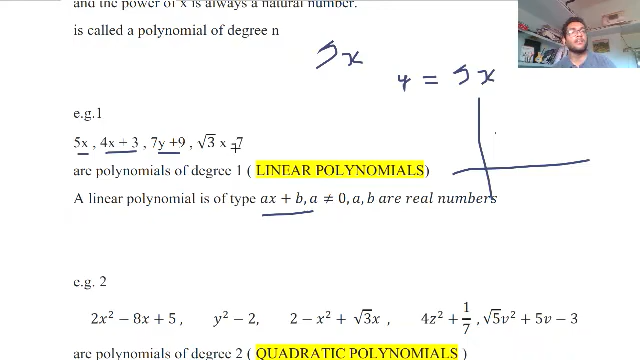 and the power of x is always a natural number.
is called a polynomial of degree n
5x
y = 5x
e.g.1
5x , 4x + 3 , 7y +9 , √3 x -7
are polynomials of degree 1 ( LINEAR POLYNOMIALS)
A linear polynomial is of type ax + b, a ≠ 0, a, b are real numbers
e.g. 2
2x² − 8x + 5 , y² − 2, 2 − x² + √3x , 4z² + 1/7 , √5v² + 5v − 3
are polynomials of degree 2 ( QUADRATIC POLYNOMIALS )